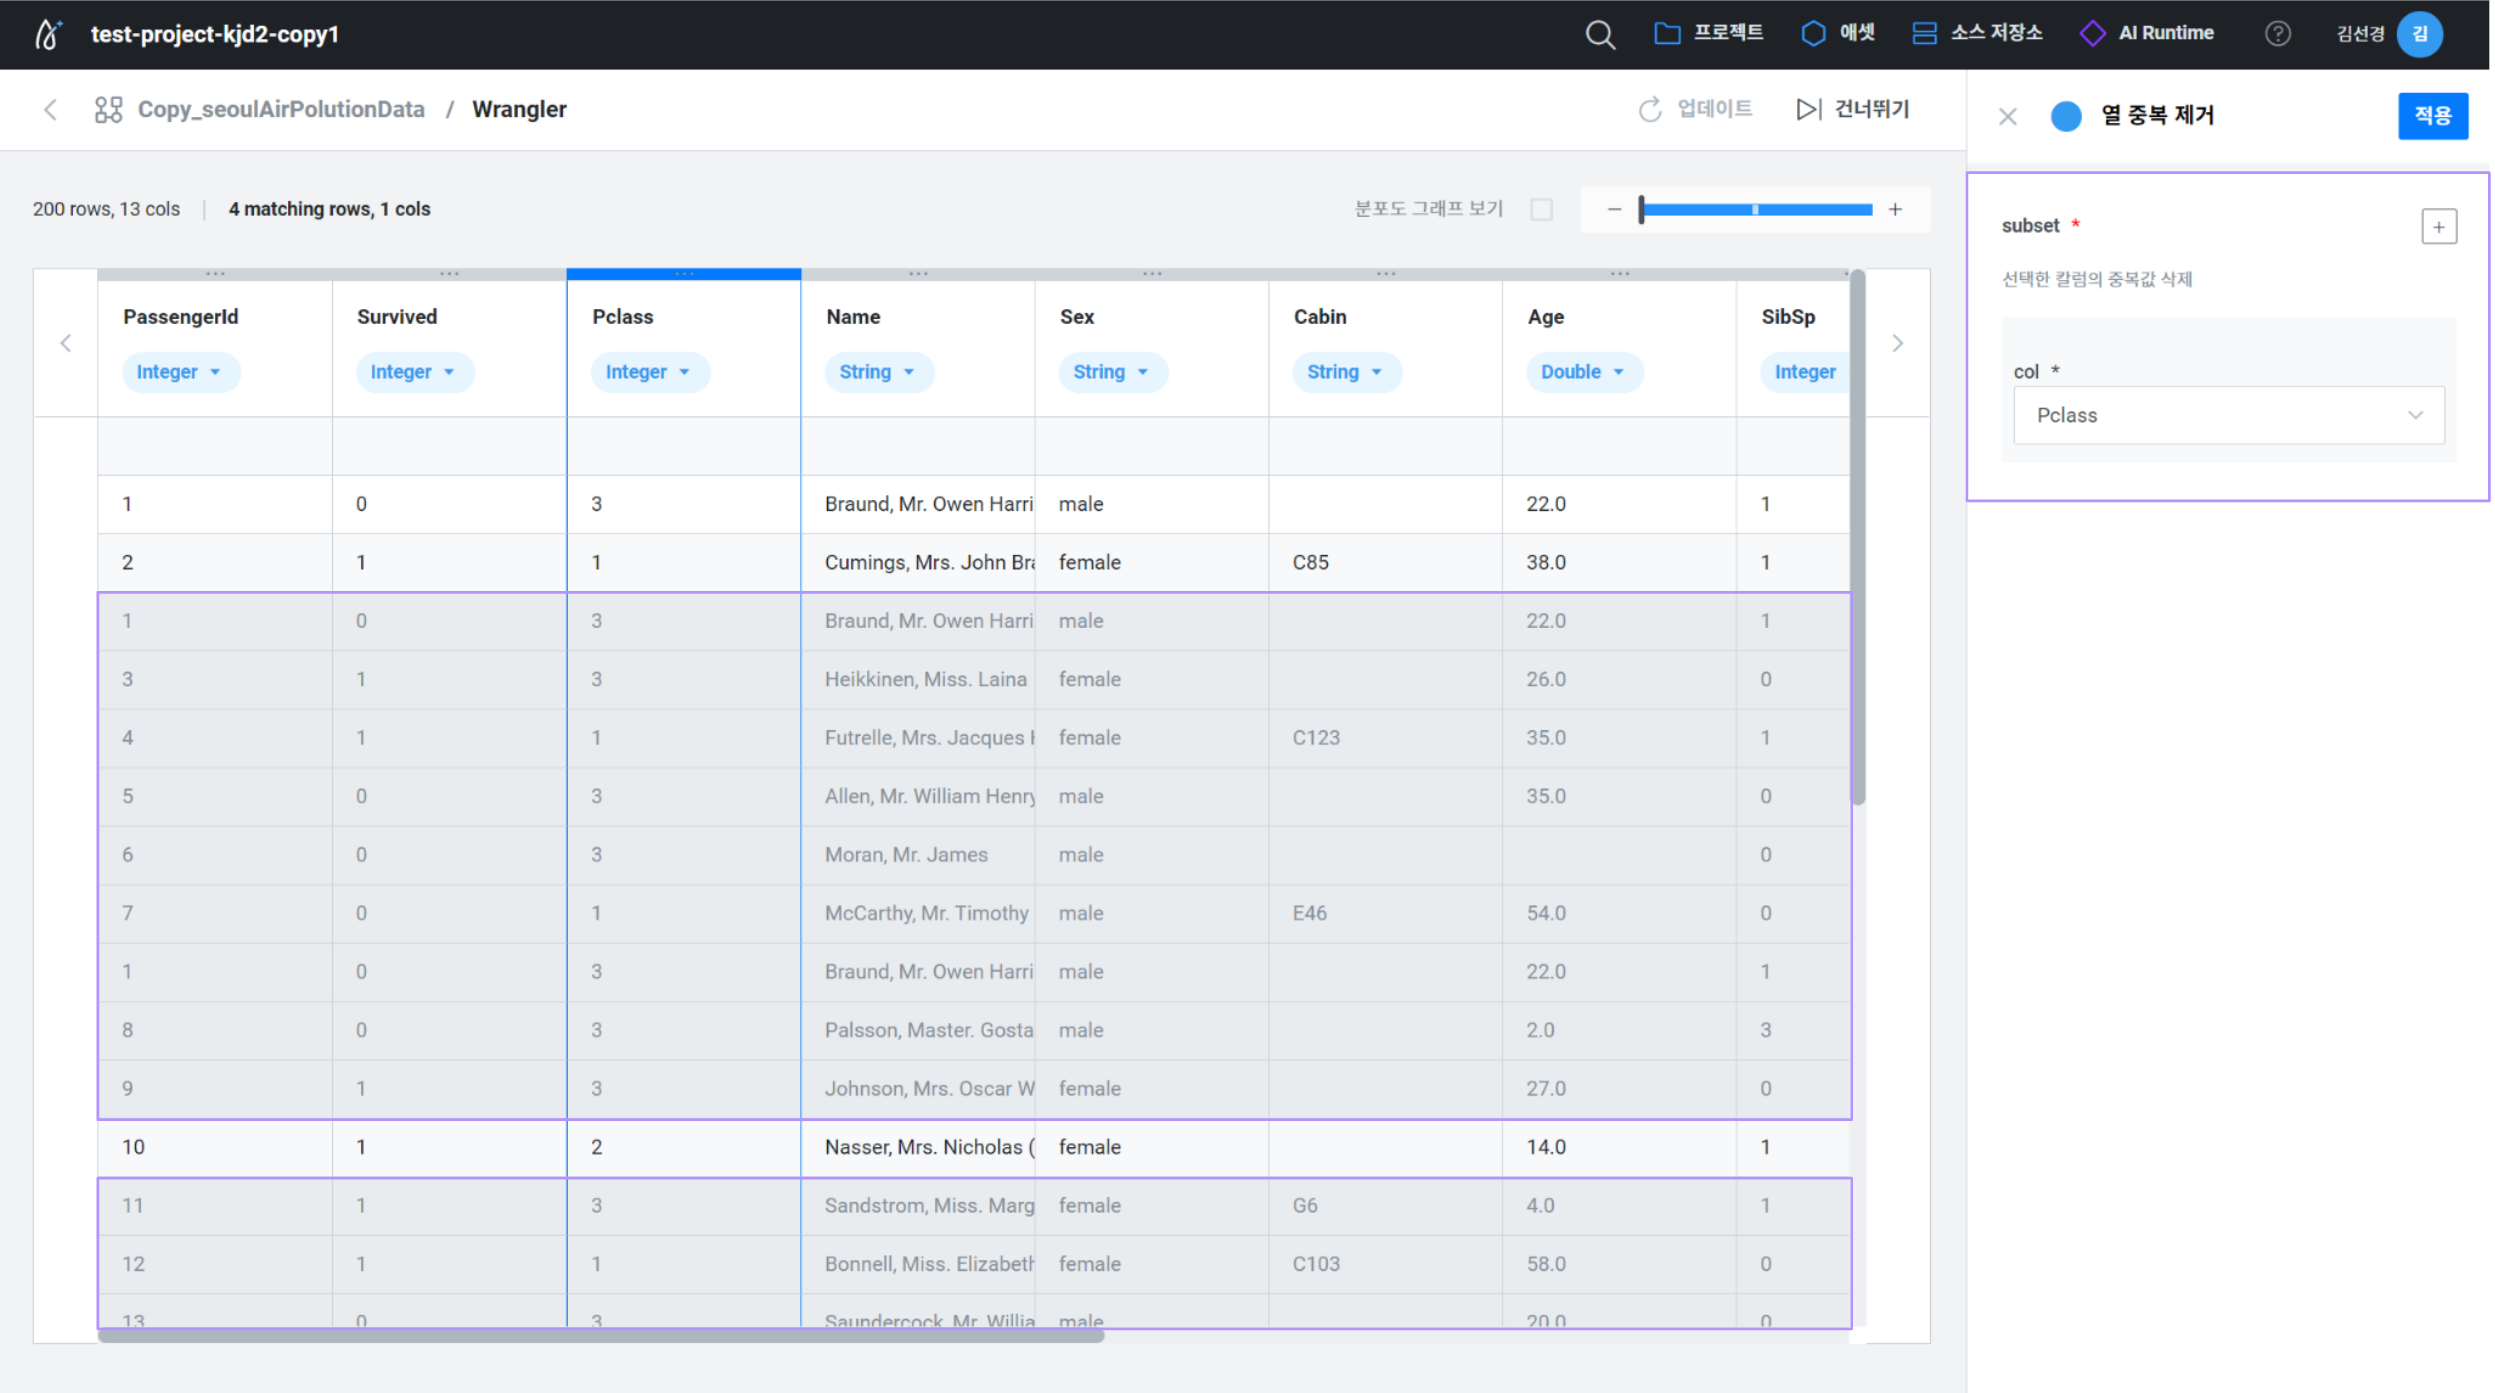 test-project-kjd2-copy1 프로젝트 애셋 소스 저장소 AI Runtime ? 김선경 김
Copy_seoulAirPolutionData / Wrangler 업데이트 건너뛰기
열 중복 제거 적용
200 rows, 13 cols | 4 matching rows, 1 cols 분포도 그래프 보기 − +
subset * +
선택한 칼럼의 중복값 삭제
col *
Pclass
PassengerId Survived Pclass Name Sex Cabin Age SibSp
Integer Integer Integer String String String Double Integer
1 0 3 Braund, Mr. Owen Harri male 22.0 1
2 1 1 Cumings, Mrs. John Bra female C85 38.0 1
1 0 3 Braund, Mr. Owen Harri male 22.0 1
3 1 3 Heikkinen, Miss. Laina female 26.0 0
4 1 1 Futrelle, Mrs. Jacques female C123 35.0 1
5 0 3 Allen, Mr. William Henry male 35.0 0
6 0 3 Moran, Mr. James male 0
7 0 1 McCarthy, Mr. Timothy male E46 54.0 0
1 0 3 Braund, Mr. Owen Harri male 22.0 1
8 0 3 Palsson, Master. Gosta male 2.0 3
9 1 3 Johnson, Mrs. Oscar W female 27.0 0
10 1 2 Nasser, Mrs. Nicholas ( female 14.0 1
11 1 3 Sandstrom, Miss. Marg female G6 4.0 1
12 1 1 Bonnell, Miss. Elizabeth female C103 58.0 0
13 0 3 Saundercock, Mr. Willia male 20.0 0